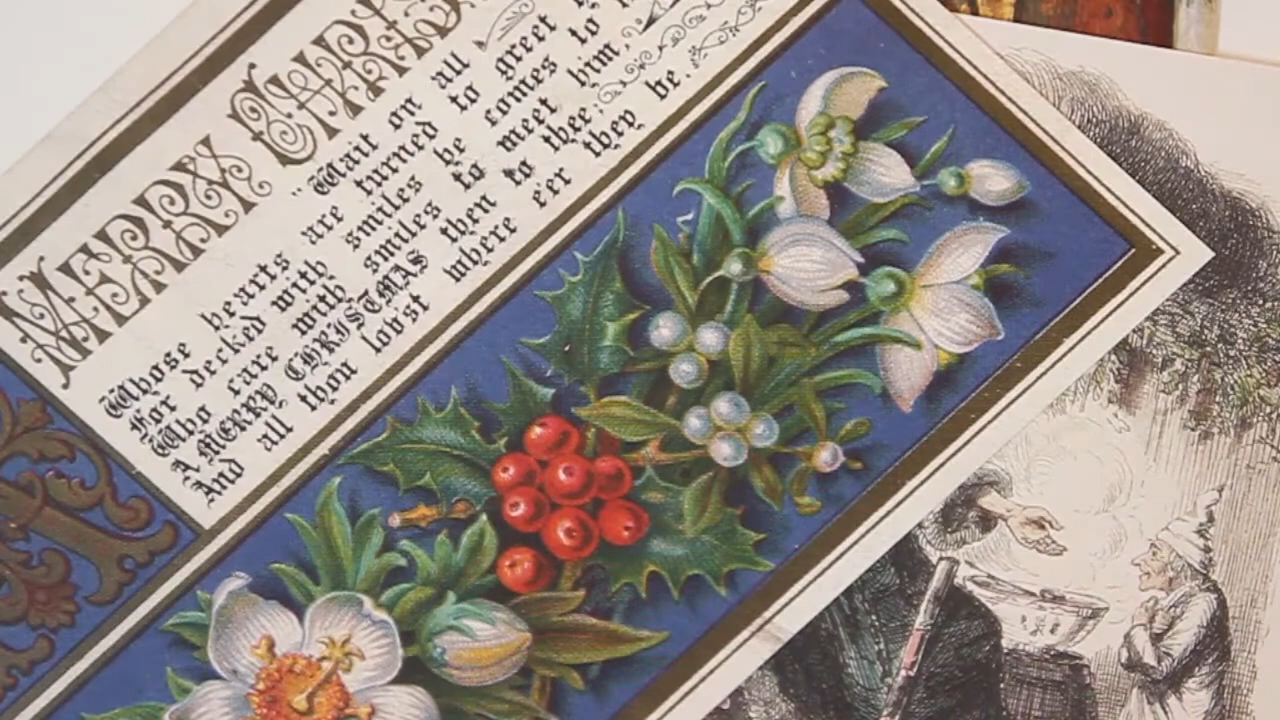 MERRY CHRIS
"Wait on all
Whose hearts are turned to greet
For decked with smiles he comes to
Who care with smiles to meet him,
A MERRY CHRISTMAS then to thee;
And all thou lov'st where e'er they be.